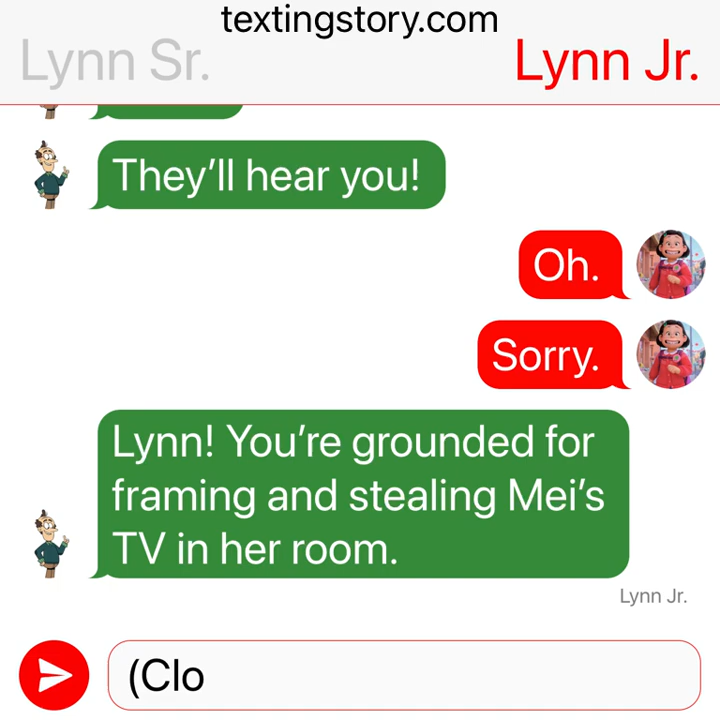 textingstory.com
Lynn Sr.
Lynn Jr.
They’ll hear you!
Oh.
Sorry.
Lynn! You’re grounded for
framing and stealing Mei’s
TV in her room.
Lynn Jr.
(Clo